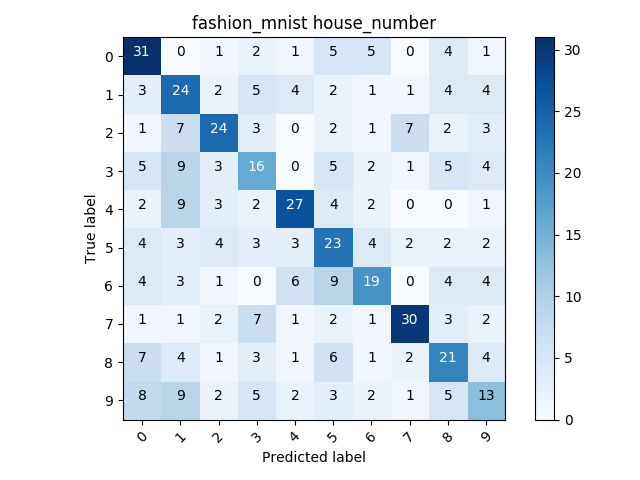 fashion_mnist house_number
0 31 0 1 2 1 5 5 0 4 1
1 3 24 2 5 4 2 1 1 4 4
2 1 7 24 3 0 2 1 7 2 3
3 5 9 3 16 0 5 2 1 5 4
4 2 9 3 2 27 4 2 0 0 1
5 4 3 4 3 3 23 4 2 2 2
6 4 3 1 0 6 9 19 0 4 4
7 1 1 2 7 1 2 1 30 3 2
8 7 4 1 3 1 6 1 2 21 4
9 8 9 2 5 2 3 2 1 5 13
0 1 2 3 4 5 6 7 8 9
True label
Predicted label
30
25
20
15
10
5
0